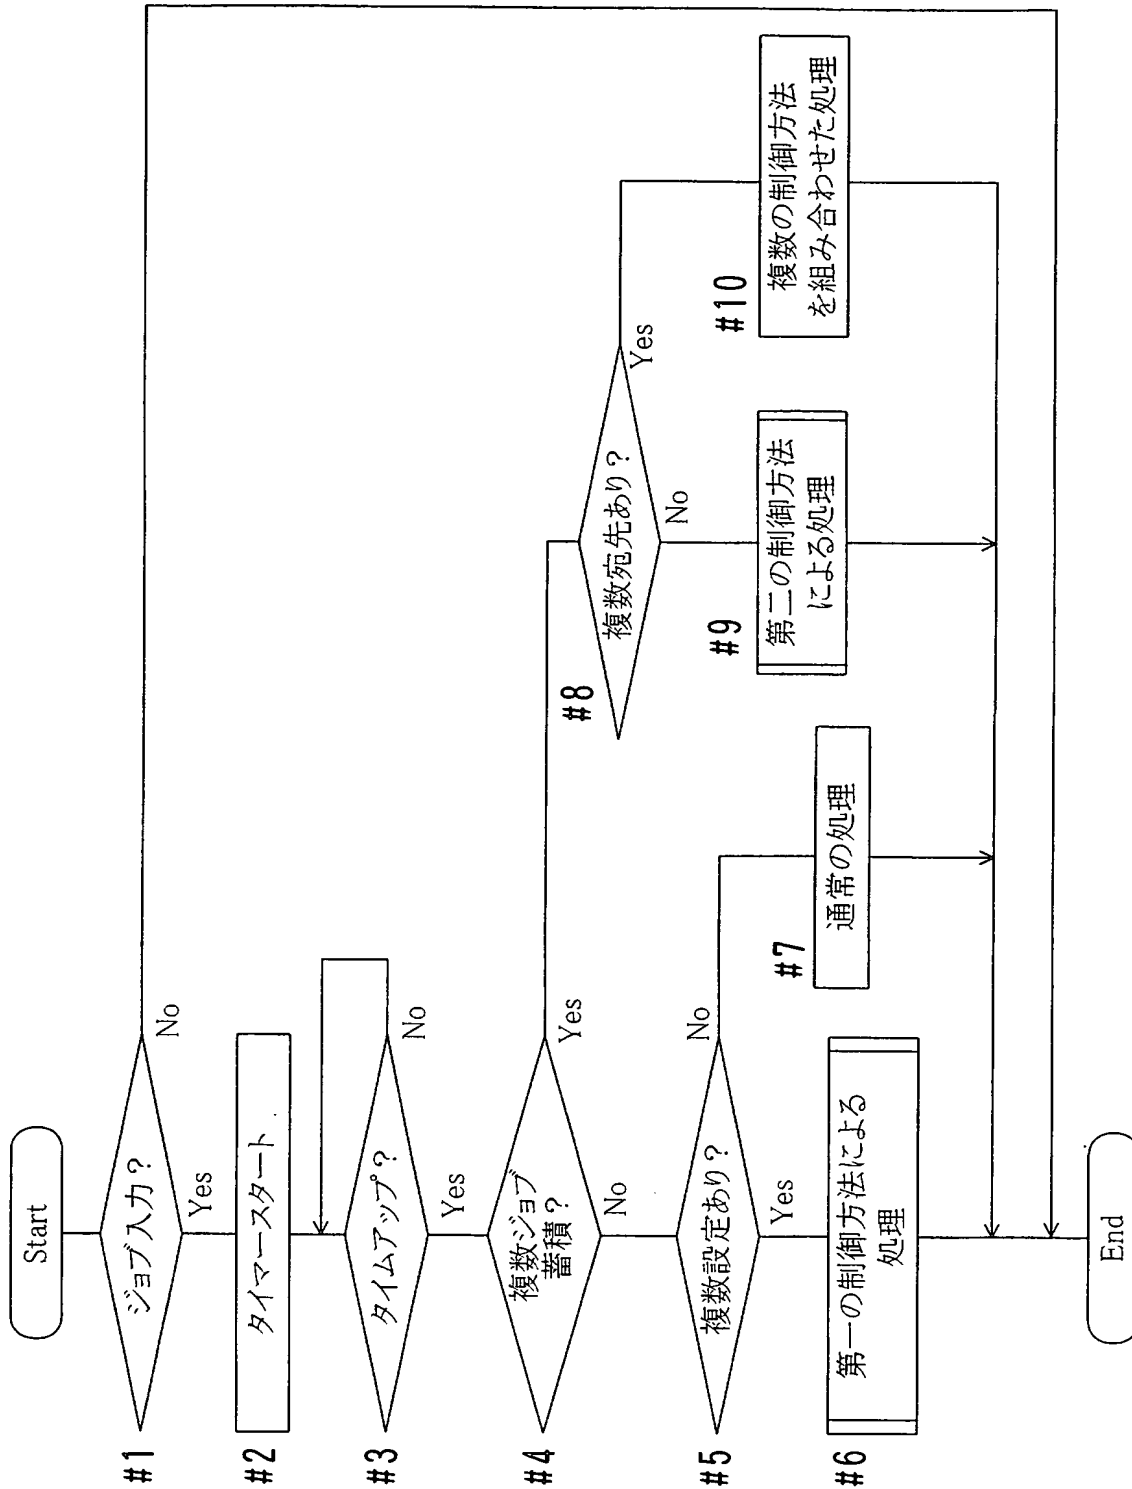 Start
#1
ジョブ入力？
No
Yes
#2
タイマースタート
#3
タイムアップ？
No
Yes
#4
複数ジョブ
蓄積？
Yes
No
#5
複数設定あり？
No
Yes
#6
第一の制御方法による
処理
#7
通常の処理
#8
複数宛先あり？
Yes
No
#9
第二の制御方法
による処理
#10
複数の制御方法
を組み合わせた処理
End